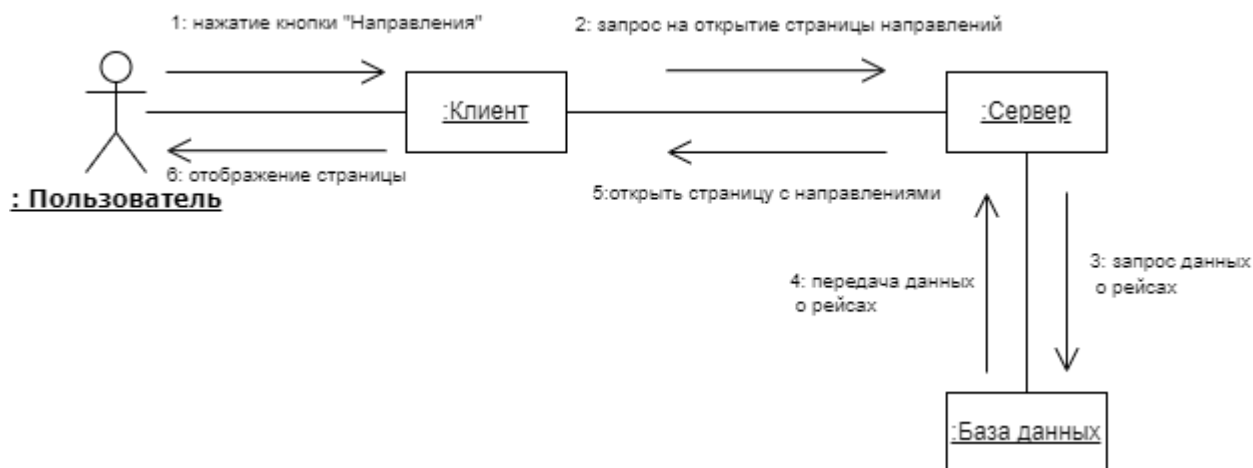 1: нажатие кнопки "Направления"
2: запрос на открытие страницы направлений
:Клиент
:Сервер
6: отображение страницы
: Пользователь
5:открыть страницу с направлениями
4: передача данных
о рейсах
3: запрос данных
о рейсах
:База данных